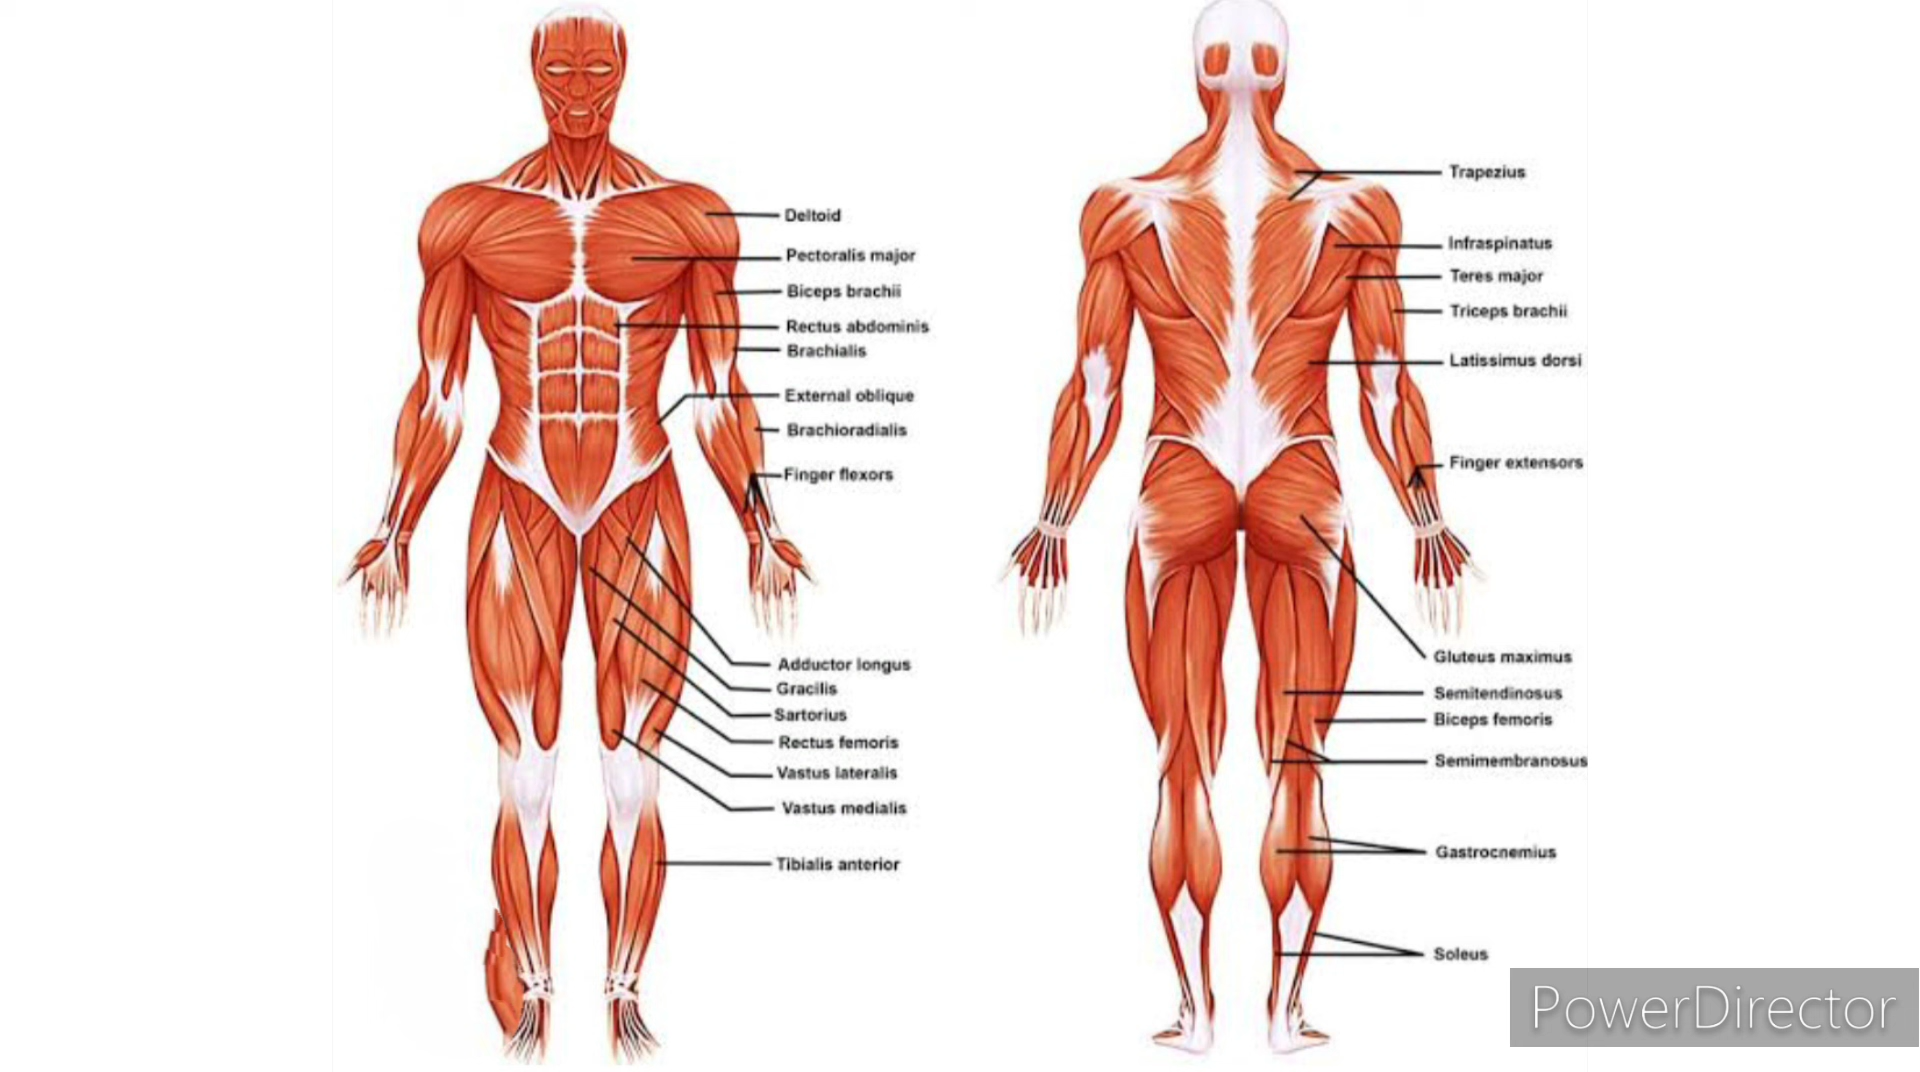 Deltoid
Pectoralis major
Biceps brachii
Rectus abdominis
Brachialis
External oblique
Brachioradialis
Finger flexors
Adductor longus
Gracilis
Sartorius
Rectus femoris
Vastus lateralis
Vastus medialis
Tibialis anterior
Trapezius
Infraspinatus
Teres major
Triceps brachii
Latissimus dorsi
Finger extensors
Gluteus maximus
Semitendinosus
Biceps femoris
Semimembranosus
Gastrocnemius
Soleus
PowerDirector